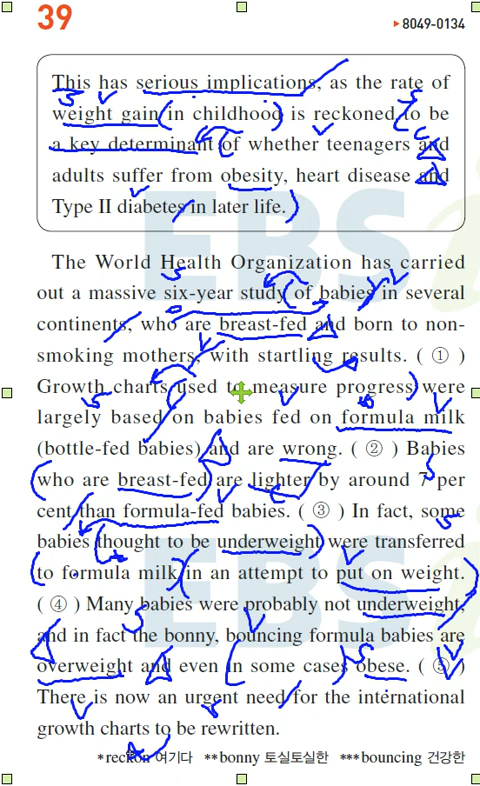 39
▸8049-0134
This has serious implications, as the rate of
weight gain in childhood is reckoned to be
a key determinant of whether teenagers and
adults suffer from obesity, heart disease and
Type II diabetes in later life.
The World Health Organization has carried
out a massive six-year study of babies in several
continents, who are breast-fed and born to non-
smoking mothers, with startling results. ( ① )
Growth charts used to measure progress were
largely based on babies fed on formula milk
(bottle-fed babies) and are wrong. ( ② ) Babies
who are breast-fed are lighter by around 7 per
cent than formula-fed babies. ( ③ ) In fact, some
babies thought to be underweight were transferred
to formula milk in an attempt to put on weight.
( ④ ) Many babies were probably not underweight,
and in fact the bonny, bouncing formula babies are
overweight and even in some cases obese. ( ⑤ )
There is now an urgent need for the international
growth charts to be rewritten.
*reckon 여기다 **bonny 토실토실한 ***bouncing 건강한
EBS
EBS